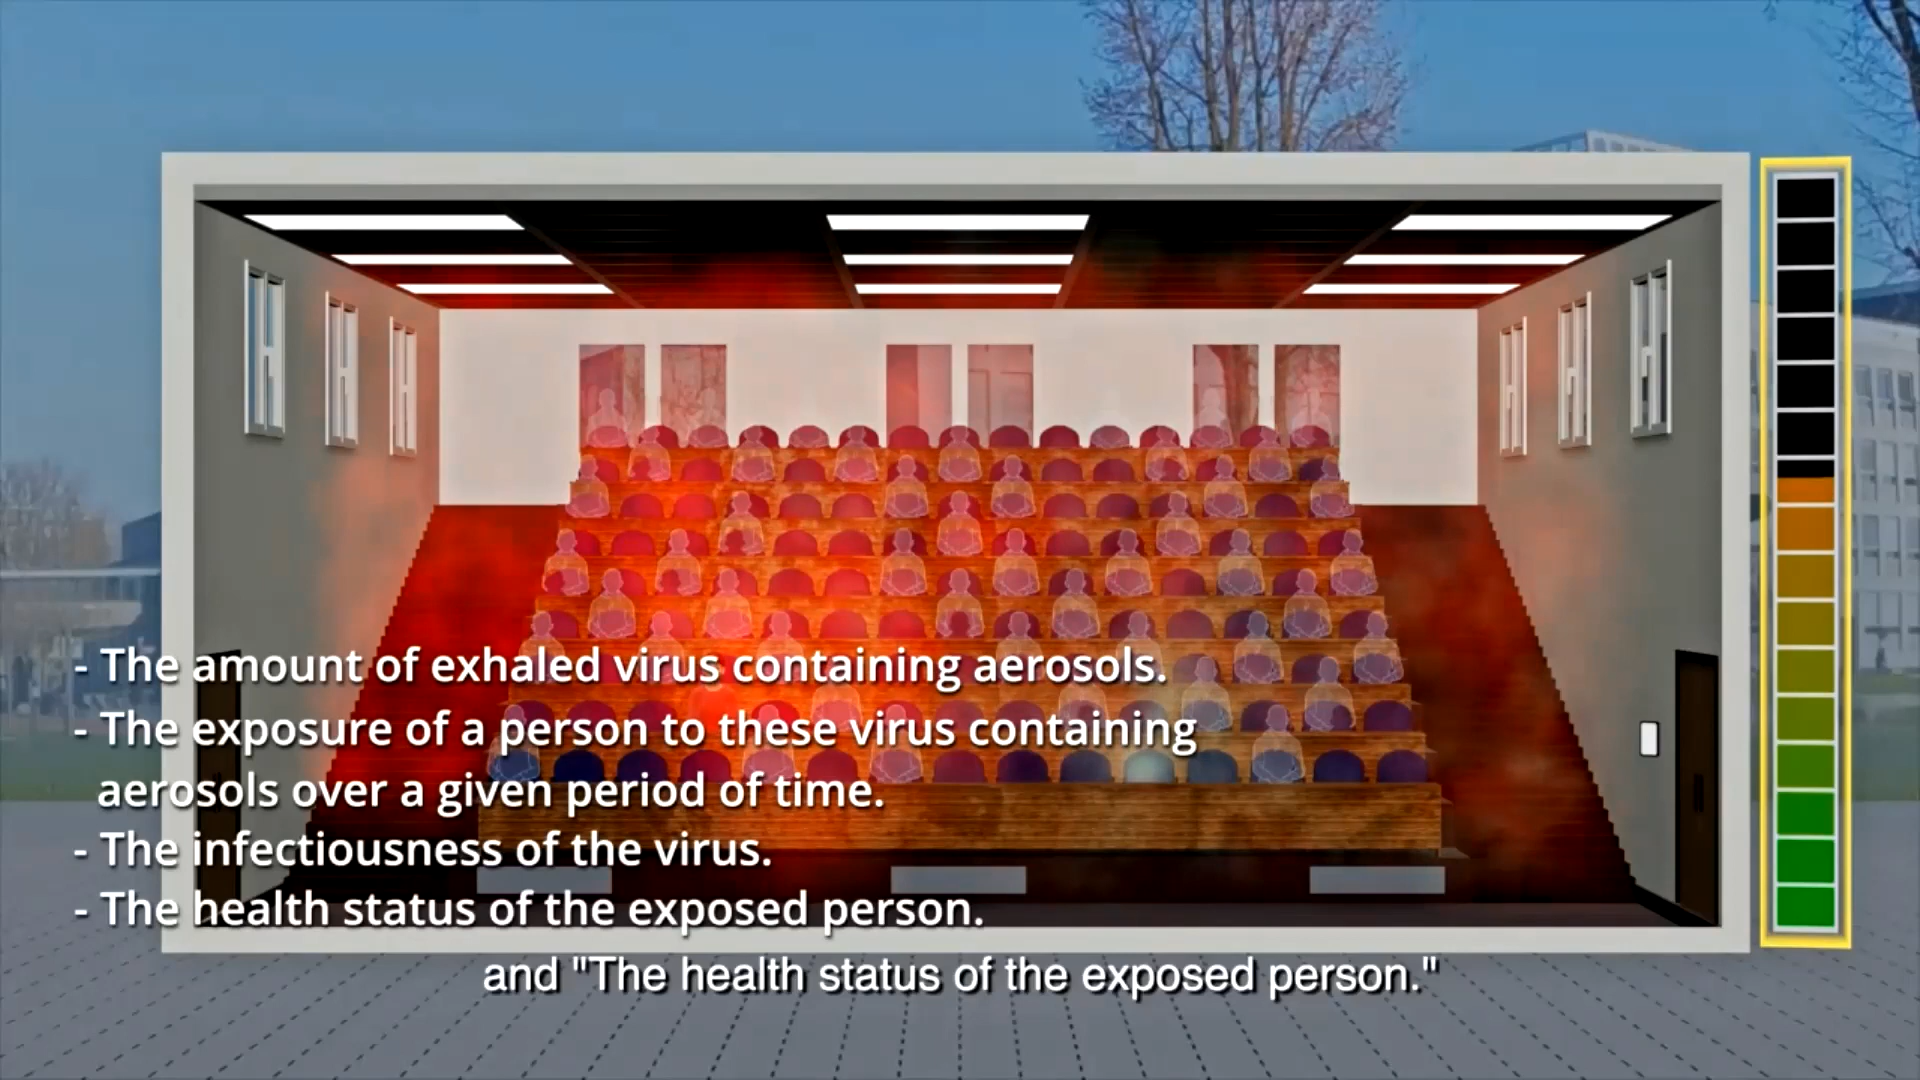 - The amount of exhaled virus containing aerosols.
- The exposure of a person to these virus containing
aerosols over a given period of time.
- The infectiousness of the virus.
- The health status of the exposed person.
and "The health status of the exposed person."